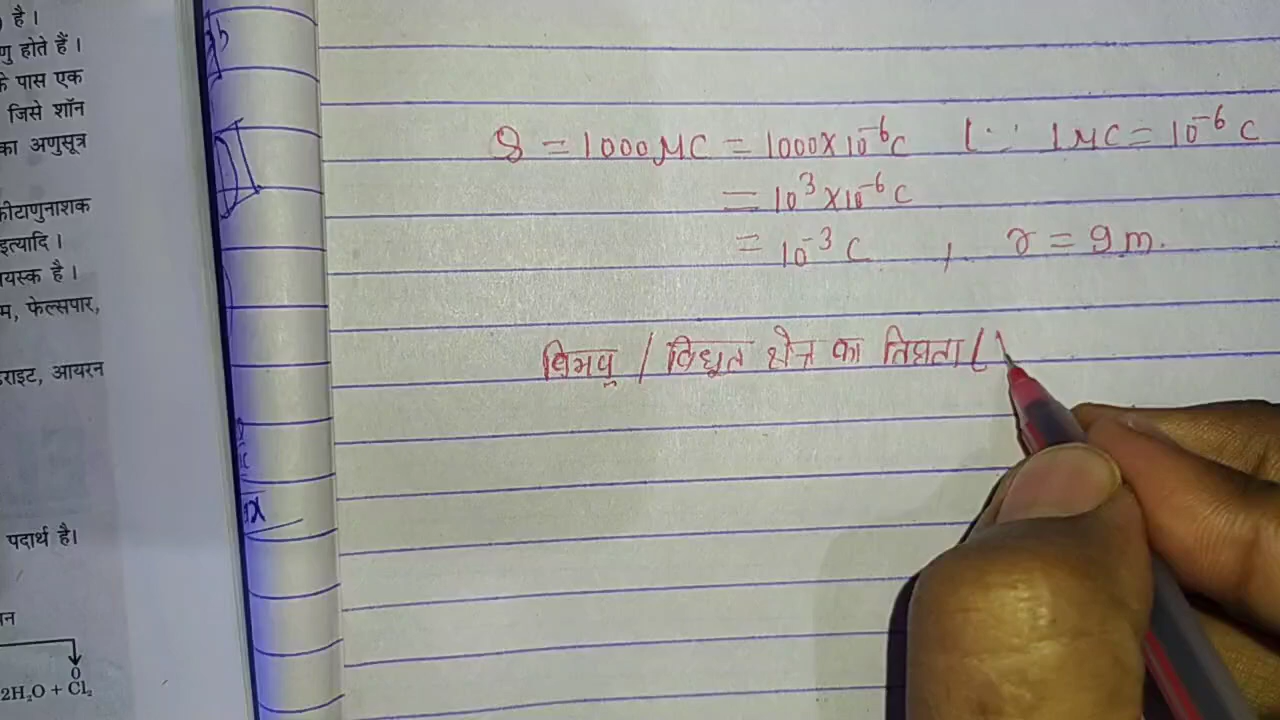 है।
णु होते हैं।
के पास एक
जिसे शॉन
का अणुसूत्र
कीटाणुनाशक
इत्यादि।
यस्क है।
म, फेल्सपार,
राइट, आयरन
पदार्थ है।
2H₂O + Cl₂
0
Q = 1000 μC = 1000×10⁻⁶ C [∵ 1 μC = 10⁻⁶ C
= 10³ × 10⁻⁶ C
= 10⁻³ C , r = 9 m.
विभव / विधुत क्षेत्र का तिव्रता (